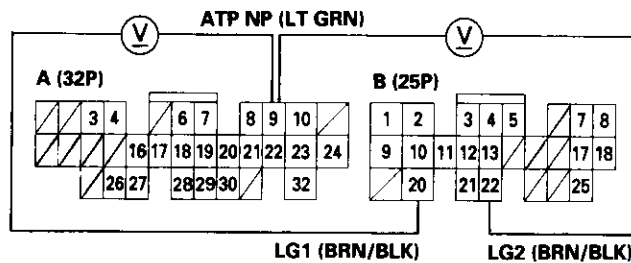 ATP NP (LT GRN)
V V
A (32P) B (25P)
3 4 6 7 8 9 10 1 2 3 4 5 7 8
16 17 18 19 20 21 22 23 24 9 10 11 12 13 17 18
26 27 28 29 30 32 20 21 22 25
LG1 (BRN/BLK) LG2 (BRN/BLK)